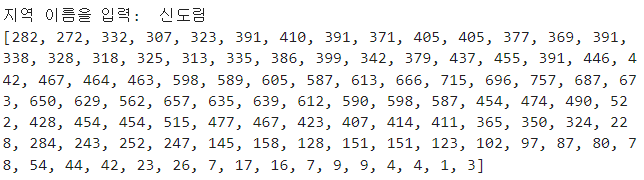 지역 이름을 입력:  신도림
[282, 272, 332, 307, 323, 391, 410, 391, 371, 405, 405, 377, 369, 391,
338, 328, 318, 325, 313, 335, 386, 399, 342, 379, 437, 455, 391, 446, 4
42, 467, 464, 463, 598, 589, 605, 587, 613, 666, 715, 696, 757, 687, 67
3, 650, 629, 562, 657, 635, 639, 612, 590, 598, 587, 454, 474, 490, 52
2, 428, 454, 454, 515, 477, 467, 423, 407, 414, 411, 365, 350, 324, 22
8, 284, 243, 252, 247, 145, 158, 128, 151, 151, 123, 102, 97, 87, 80, 7
8, 54, 44, 42, 23, 26, 7, 17, 16, 7, 9, 9, 4, 4, 1, 3]